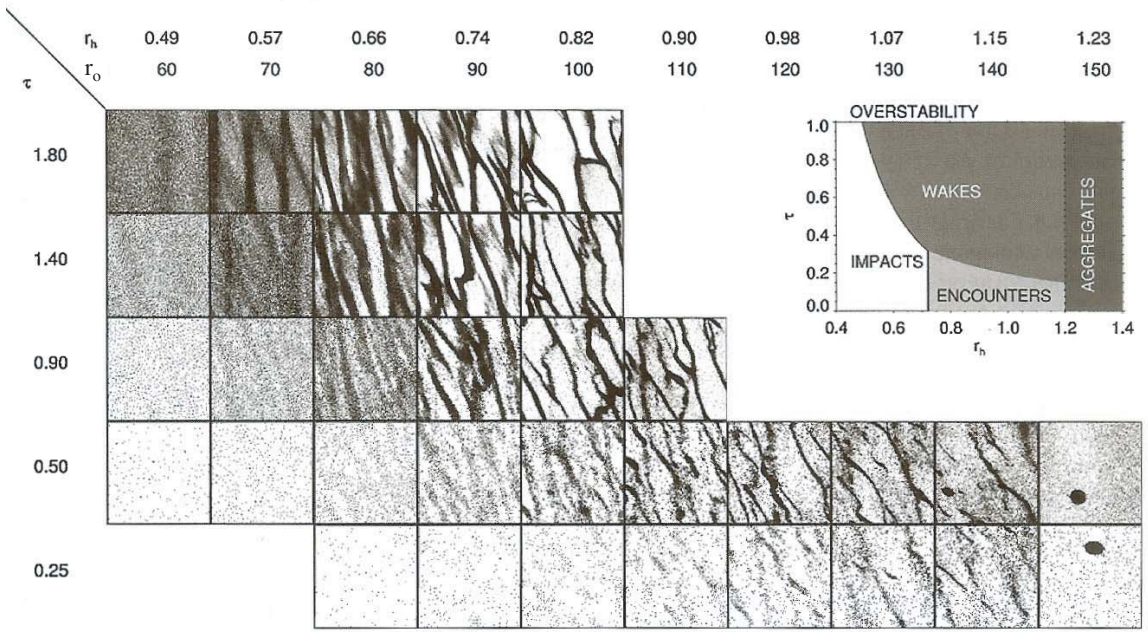 r_h 0.49 0.57 0.66 0.74 0.82 0.90 0.98 1.07 1.15 1.23
r_o 60 70 80 90 100 110 120 130 140 150
τ
1.80
1.40
0.90
0.50
0.25
OVERSTABILITY
1.0
0.8
0.6
0.4
0.2
0.0
τ
WAKES
IMPACTS
ENCOUNTERS
AGGREGATES
0.4 0.6 0.8 1.0 1.2 1.4
r_h